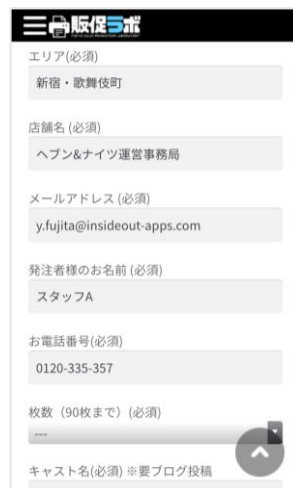 販促ラボ
エリア(必須)
新宿・歌舞伎町
店舗名 (必須)
ヘブン&ナイツ運営事務局
メールアドレス (必須)
y.fujita@insideout-apps.com
発注者様のお名前 (必須)
スタッフA
お電話番号(必須)
0120-335-357
枚数（90枚まで）(必須)
---
キャスト名(必須) ※要ブログ投稿